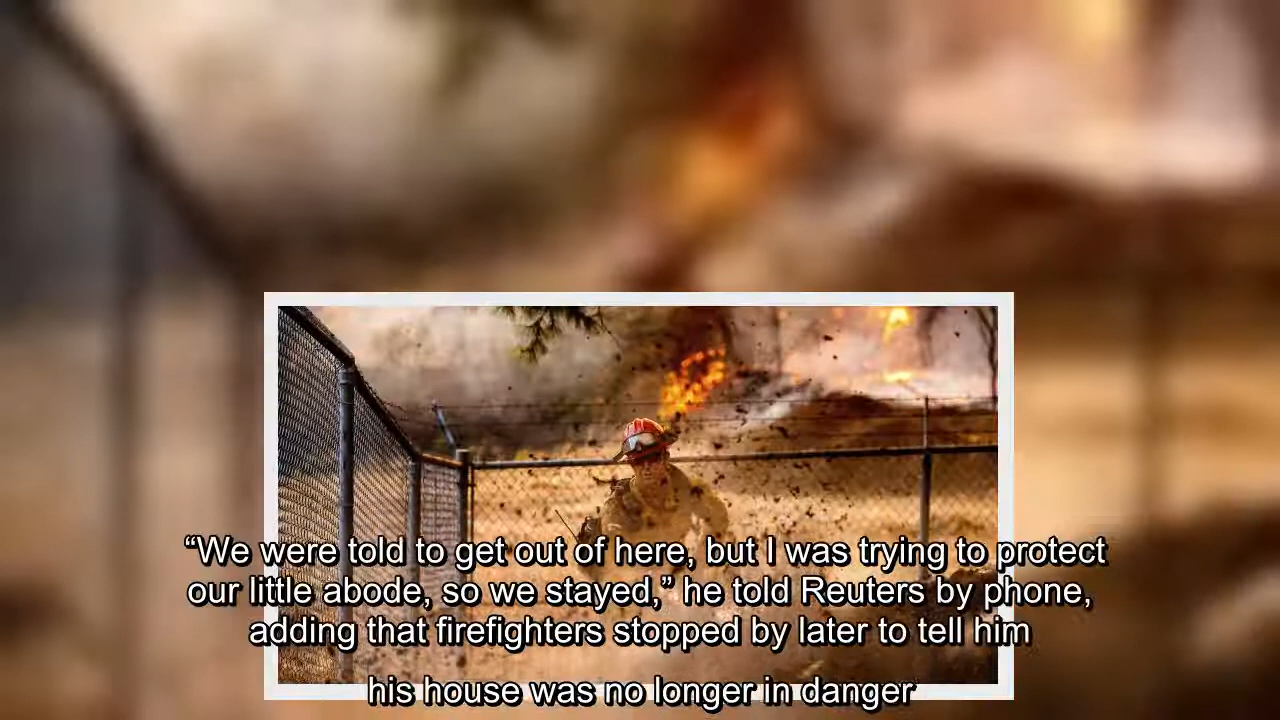 “We were told to get out of here, but I was trying to protect
our little abode, so we stayed,” he told Reuters by phone,
adding that firefighters stopped by later to tell him
his house was no longer in danger